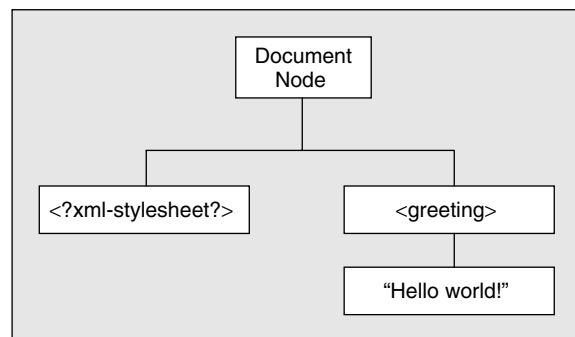 Document
Node
<?xml-stylesheet?>
<greeting>
“Hello world!”